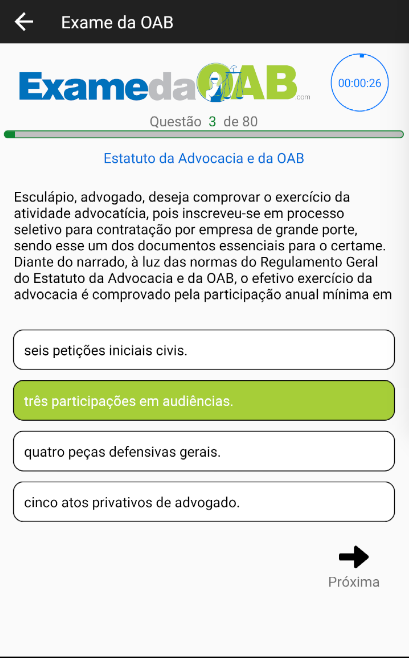 Exame da OAB
ExamedaOAB.com
00:00:26
Questão 3 de 80
Estatuto da Advocacia e da OAB
Esculápio, advogado, deseja comprovar o exercício da
atividade advocatícia, pois inscreveu-se em processo
seletivo para contratação por empresa de grande porte,
sendo esse um dos documentos essenciais para o certame.
Diante do narrado, à luz das normas do Regulamento Geral
do Estatuto da Advocacia e da OAB, o efetivo exercício da
advocacia é comprovado pela participação anual mínima em
seis petições iniciais civis.
três participações em audiências.
quatro peças defensivas gerais.
cinco atos privativos de advogado.
Próxima